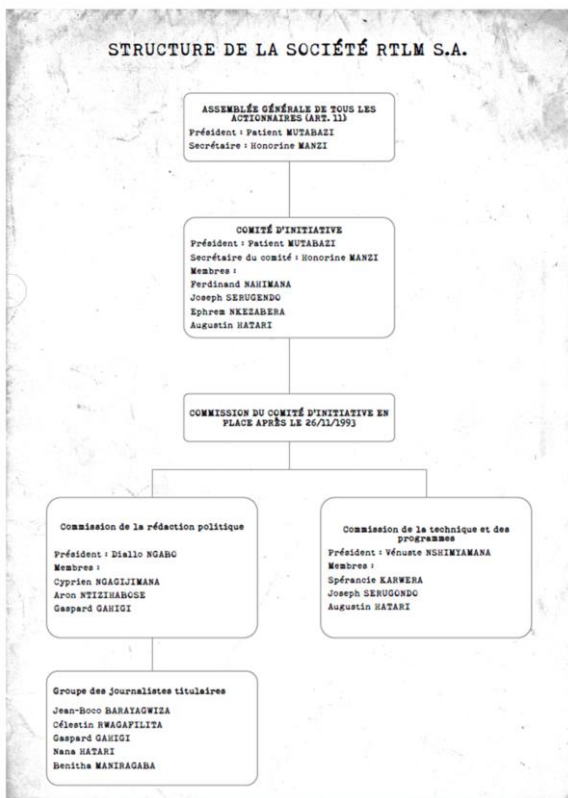 STRUCTURE DE LA SOCIÉTÉ RTLM S.A.
ASSEMBLÉE GÉNÉRALE DE TOUS LES
ACTIONNAIRES (ART. 11)
Président : Patient MUTABAZI
Secrétaire : Honorine MANZI
COMITÉ D'INITIATIVE
Président : Patient MUTABAZI
Secrétaire du comité : Honorine MANZI
Membres :
Ferdinand NAHIMANA
Joseph SERUGENDO
Ephrem NKEZABERA
Augustin HATARI
COMMISSION DU COMITÉ D'INITIATIVE EN
PLACE APRÈS LE 26/11/1993
Commission de la rédaction politique
Président : Diallo NGABO
Membres :
Cyprien NGAGIJIMANA
Aron NTIZIHABOSE
Gaspard GAHIGI
Commission de la technique et des
programmes
Président : Vénuste NSHIMYAMANA
Membres :
Spérancie KARWERA
Joseph SERUGONDO
Augustin HATARI
Groupe des journalistes titulaires
Jean-Boco BARAYAGWIZA
Célestin RWAGAFILITA
Gaspard GAHIGI
Nana HATARI
Benitha MANIRAGABA